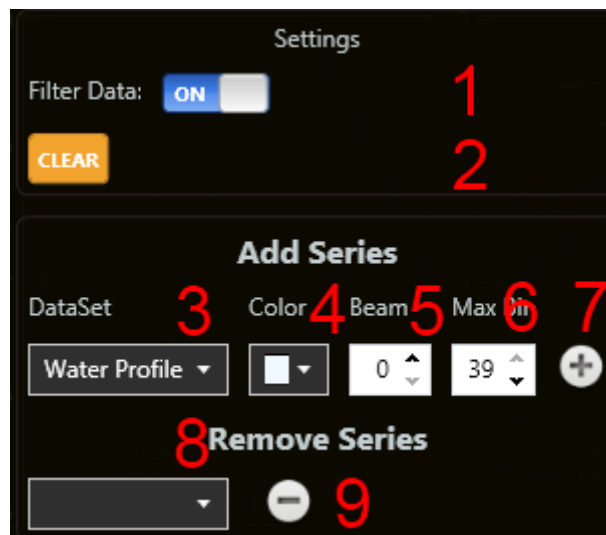 Settings
Filter Data: ON 1
CLEAR 2
Add Series
DataSet 3 Color 4 Beam 5 Max Bin 6 7
Water Profile 0 39
8 Remove Series
9